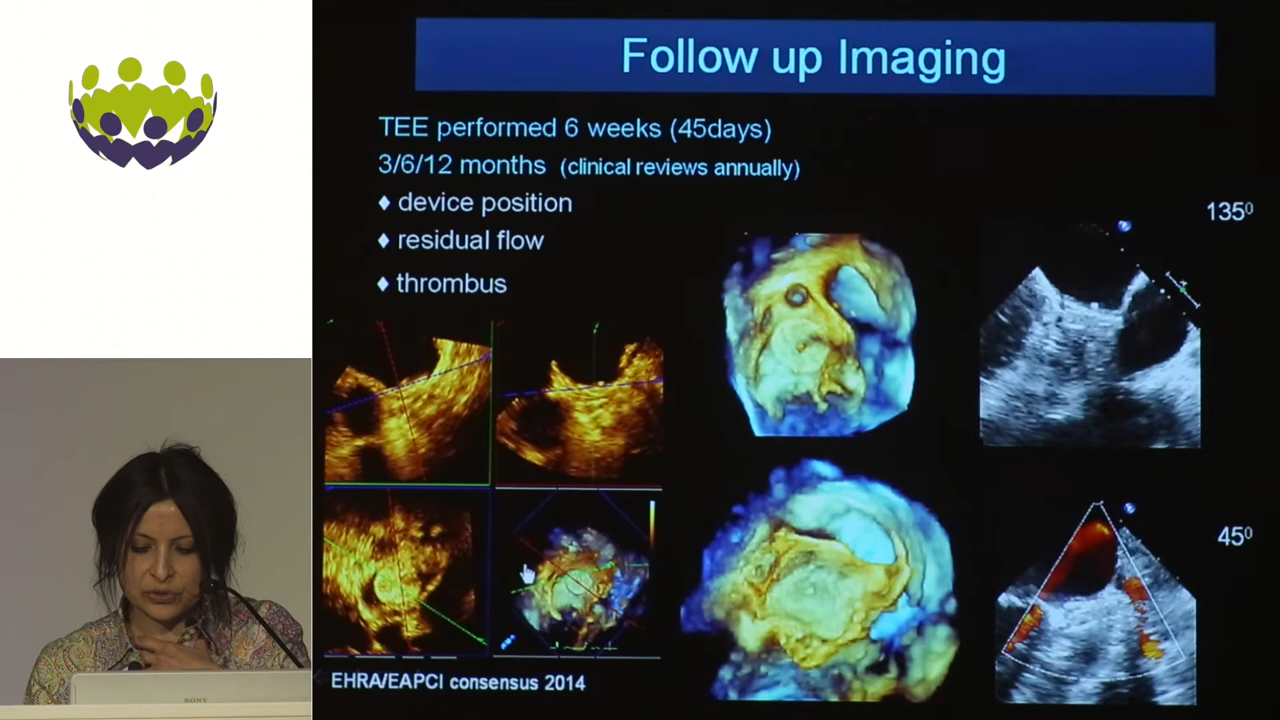 Follow up Imaging
TEE performed 6 weeks (45days)
3/6/12 months (clinical reviews annually)
♦ device position
♦ residual flow
♦ thrombus
135⁰
45⁰
EHRA/EAPCI consensus 2014
SONY